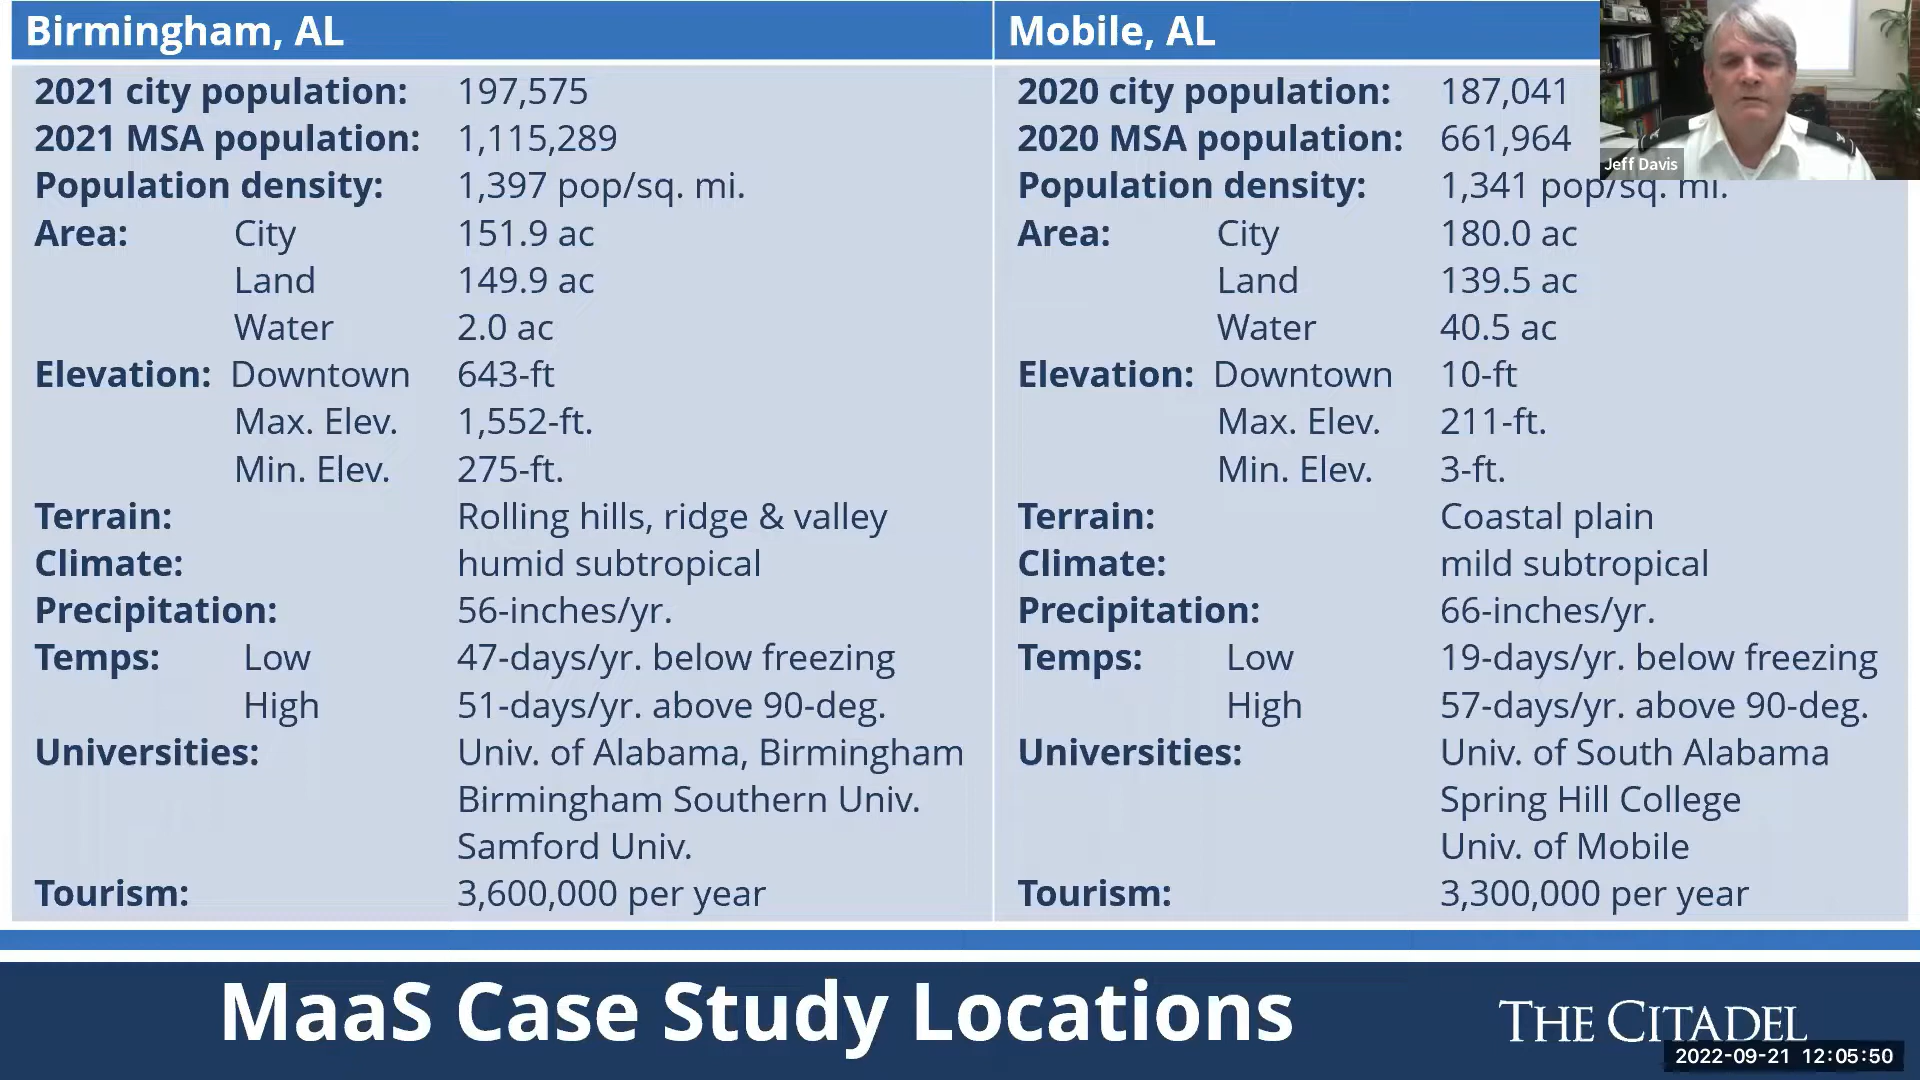 Birmingham, AL
2021 city population: 197,575
2021 MSA population: 1,115,289
Population density: 1,397 pop/sq. mi.
Area: City 151.9 ac
Land 149.9 ac
Water 2.0 ac
Elevation: Downtown 643-ft
Max. Elev. 1,552-ft.
Min. Elev. 275-ft.
Terrain: Rolling hills, ridge & valley
Climate: humid subtropical
Precipitation: 56-inches/yr.
Temps: Low 47-days/yr. below freezing
High 51-days/yr. above 90-deg.
Universities: Univ. of Alabama, Birmingham
Birmingham Southern Univ.
Samford Univ.
Tourism: 3,600,000 per year
Mobile, AL
2020 city population: 187,041
2020 MSA population: 661,964
Population density: 1,341 pop/sq. mi.
Area: City 180.0 ac
Land 139.5 ac
Water 40.5 ac
Elevation: Downtown 10-ft
Max. Elev. 211-ft.
Min. Elev. 3-ft.
Terrain: Coastal plain
Climate: mild subtropical
Precipitation: 66-inches/yr.
Temps: Low 19-days/yr. below freezing
High 57-days/yr. above 90-deg.
Universities: Univ. of South Alabama
Spring Hill College
Univ. of Mobile
Tourism: 3,300,000 per year
Jeff Davis
MaaS Case Study Locations
THE CITADEL
2022-09-21 12:05:50